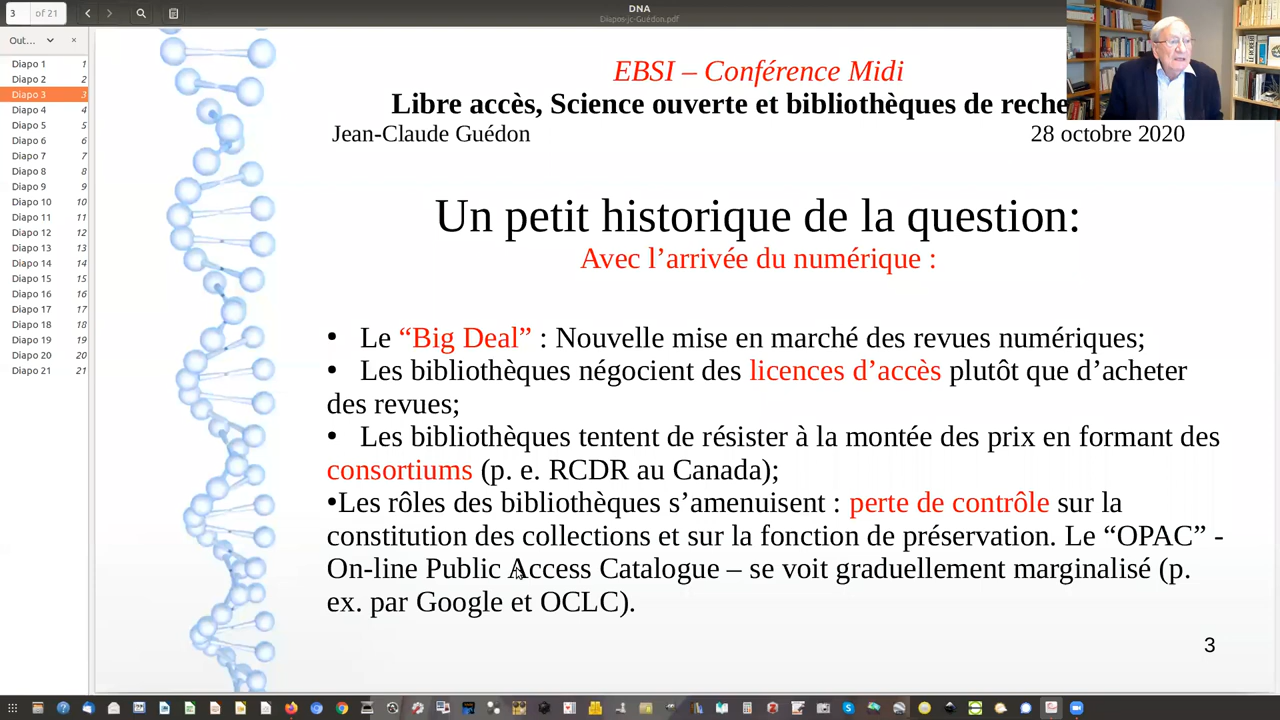 3 of 21
DNA
Diapos-jc-Guédon.pdf
Out...
Diapo 1 1
Diapo 2 2
Diapo 3 3
Diapo 4 4
Diapo 5 5
Diapo 6 6
Diapo 7 7
Diapo 8 8
Diapo 9 9
Diapo 10 10
Diapo 11 11
Diapo 12 12
Diapo 13 13
Diapo 14 14
Diapo 15 15
Diapo 16 16
Diapo 17 17
Diapo 18 18
Diapo 19 19
Diapo 20 20
Diapo 21 21
EBSI – Conférence Midi
Libre accès, Science ouverte et bibliothèques de reche
Jean-Claude Guédon 28 octobre 2020
Un petit historique de la question:
Avec l’arrivée du numérique :
• Le “Big Deal” : Nouvelle mise en marché des revues numériques;
• Les bibliothèques négocient des licences d’accès plutôt que d’acheter
des revues;
• Les bibliothèques tentent de résister à la montée des prix en formant des
consortiums (p. e. RCDR au Canada);
•Les rôles des bibliothèques s’amenuisent : perte de contrôle sur la
constitution des collections et sur la fonction de préservation. Le “OPAC” -
On-line Public Access Catalogue – se voit graduellement marginalisé (p.
ex. par Google et OCLC).
3